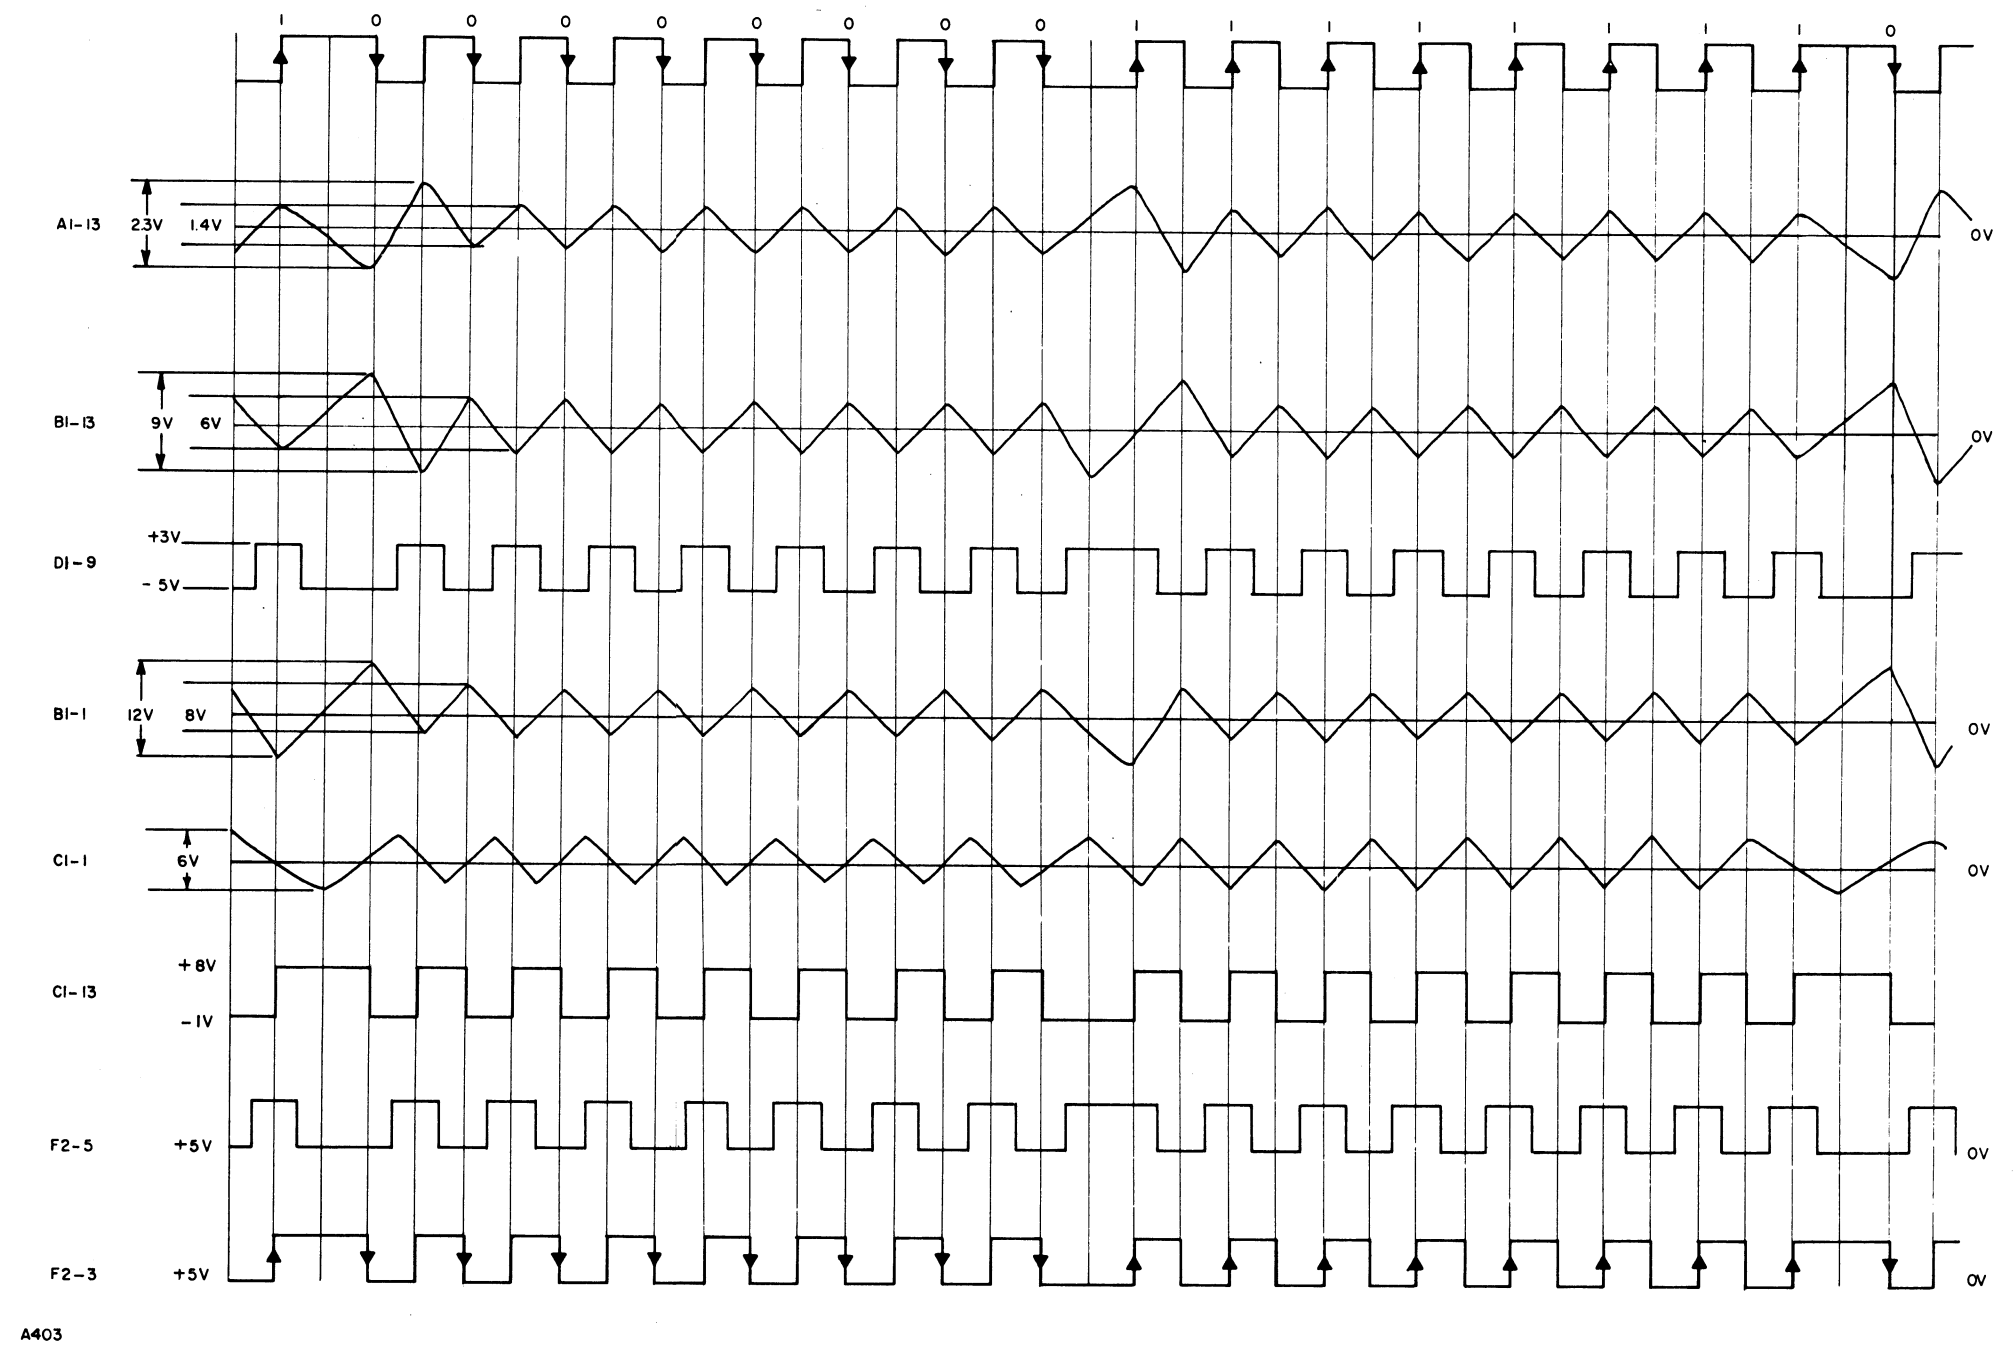 1 0 0 0 0 0 0 0 0 1 1 1 1 1 1 1 1 0
A1-13 2.3V 1.4V 0V
B1-13 9V 6V 0V
+3V
D1-9
-5V
B1-1 12V 8V 0V
C1-1 6V 0V
+8V
C1-13
-1V
F2-5 +5V 0V
F2-3 +5V 0V
A403